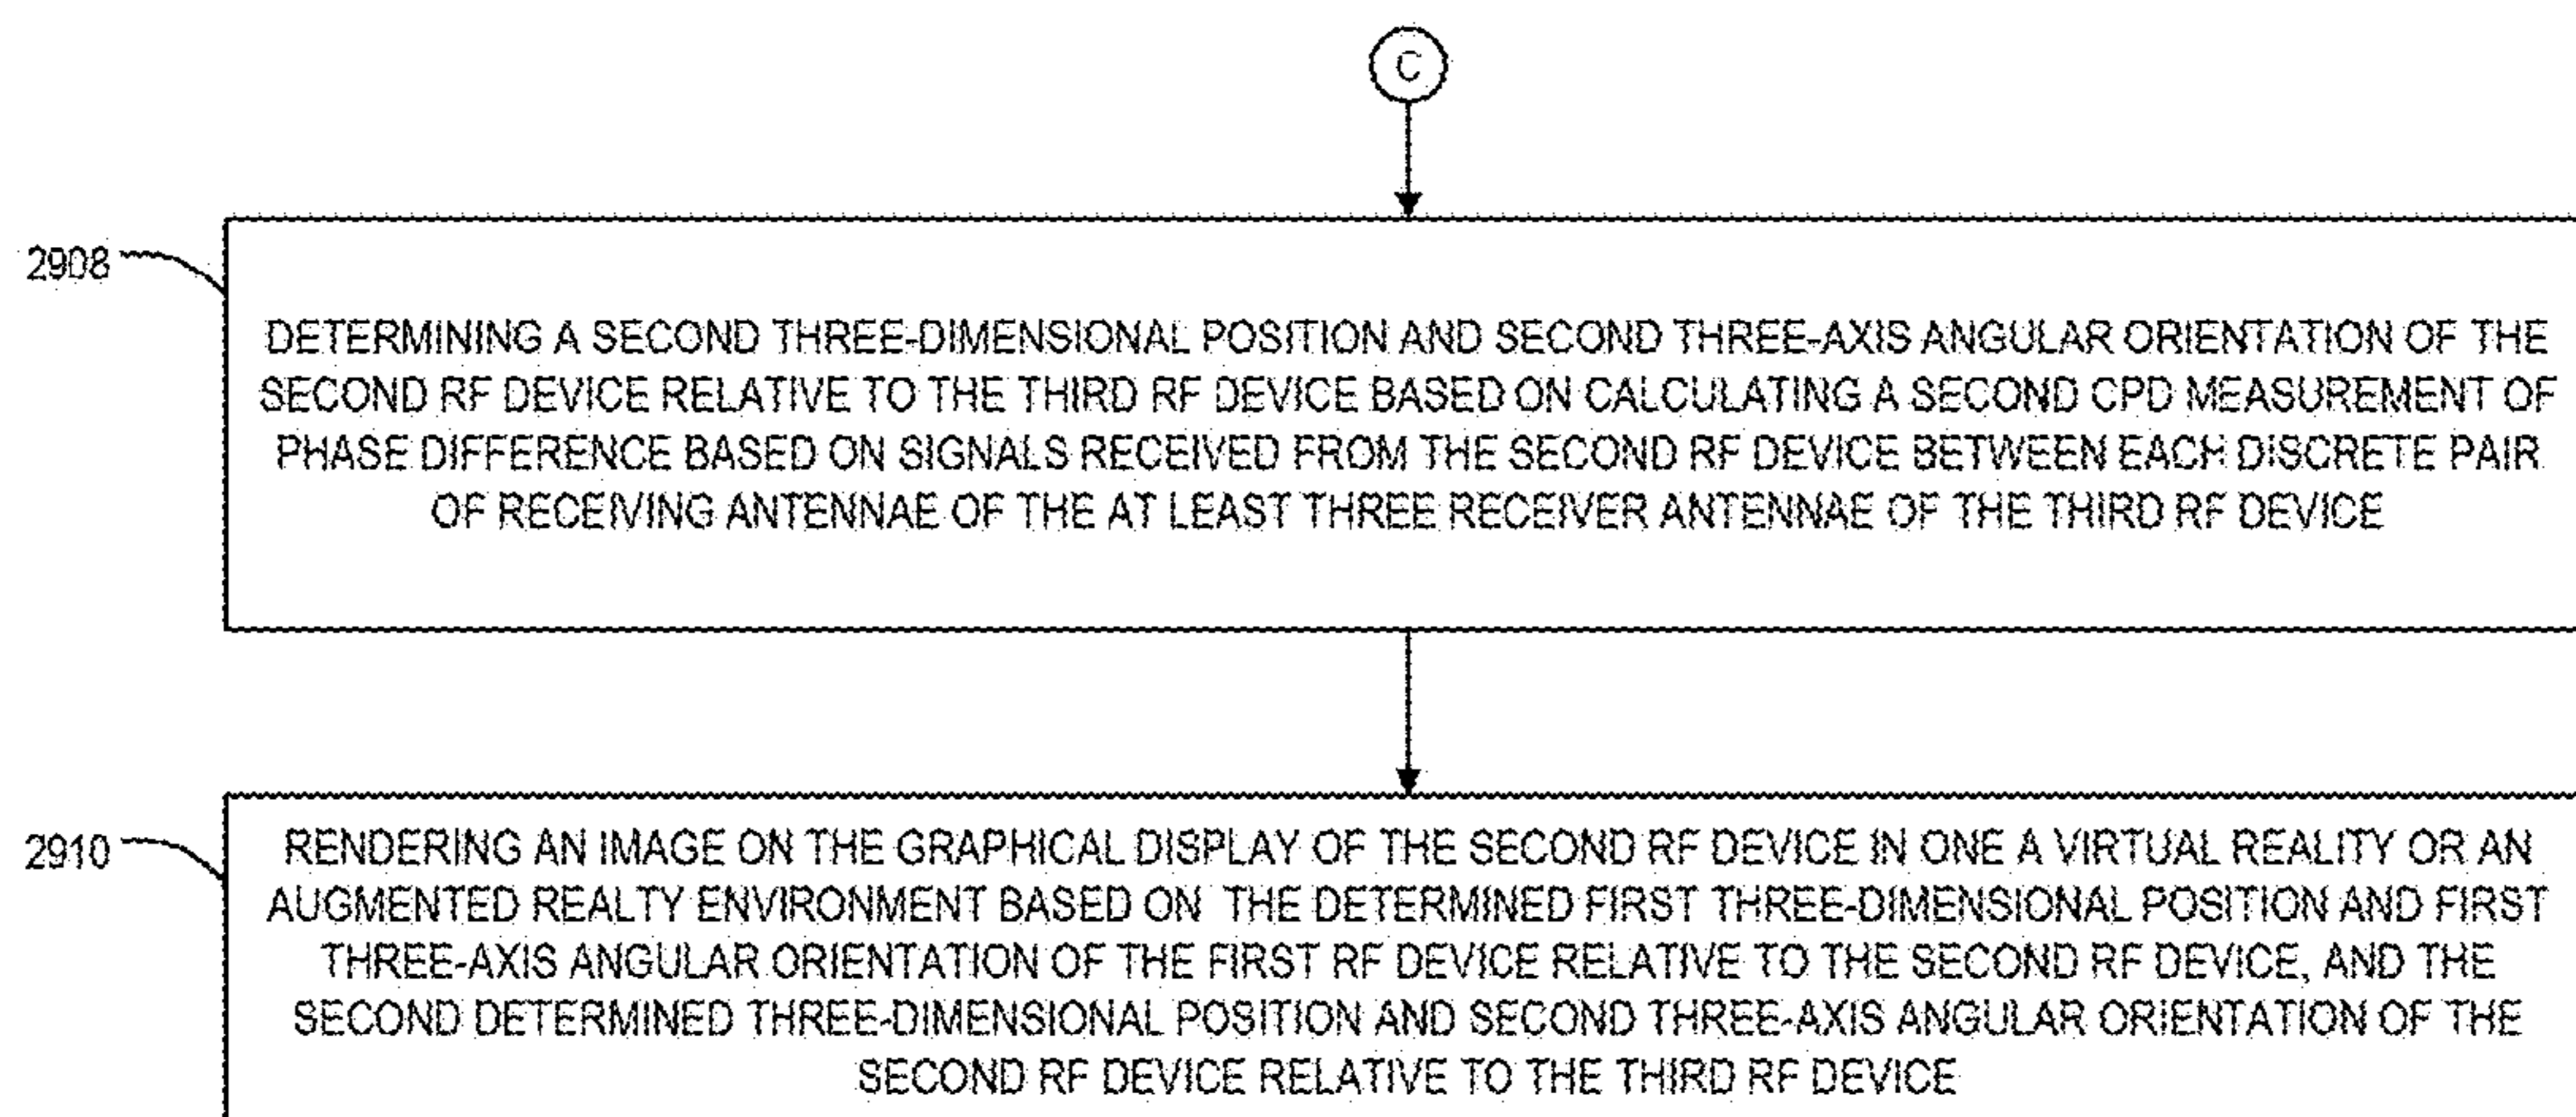 C
2908
DETERMINING A SECOND THREE-DIMENSIONAL POSITION AND SECOND THREE-AXIS ANGULAR ORIENTATION OF THE
SECOND RF DEVICE RELATIVE TO THE THIRD RF DEVICE BASED ON CALCULATING A SECOND CPD MEASUREMENT OF
PHASE DIFFERENCE BASED ON SIGNALS RECEIVED FROM THE SECOND RF DEVICE BETWEEN EACH DISCRETE PAIR
OF RECEIVING ANTENNAE OF THE AT LEAST THREE RECEIVER ANTENNAE OF THE THIRD RF DEVICE
2910
RENDERING AN IMAGE ON THE GRAPHICAL DISPLAY OF THE SECOND RF DEVICE IN ONE A VIRTUAL REALITY OR AN
AUGMENTED REALTY ENVIRONMENT BASED ON THE DETERMINED FIRST THREE-DIMENSIONAL POSITION AND FIRST
THREE-AXIS ANGULAR ORIENTATION OF THE FIRST RF DEVICE RELATIVE TO THE SECOND RF DEVICE, AND THE
SECOND DETERMINED THREE-DIMENSIONAL POSITION AND SECOND THREE-AXIS ANGULAR ORIENTATION OF THE
SECOND RF DEVICE RELATIVE TO THE THIRD RF DEVICE